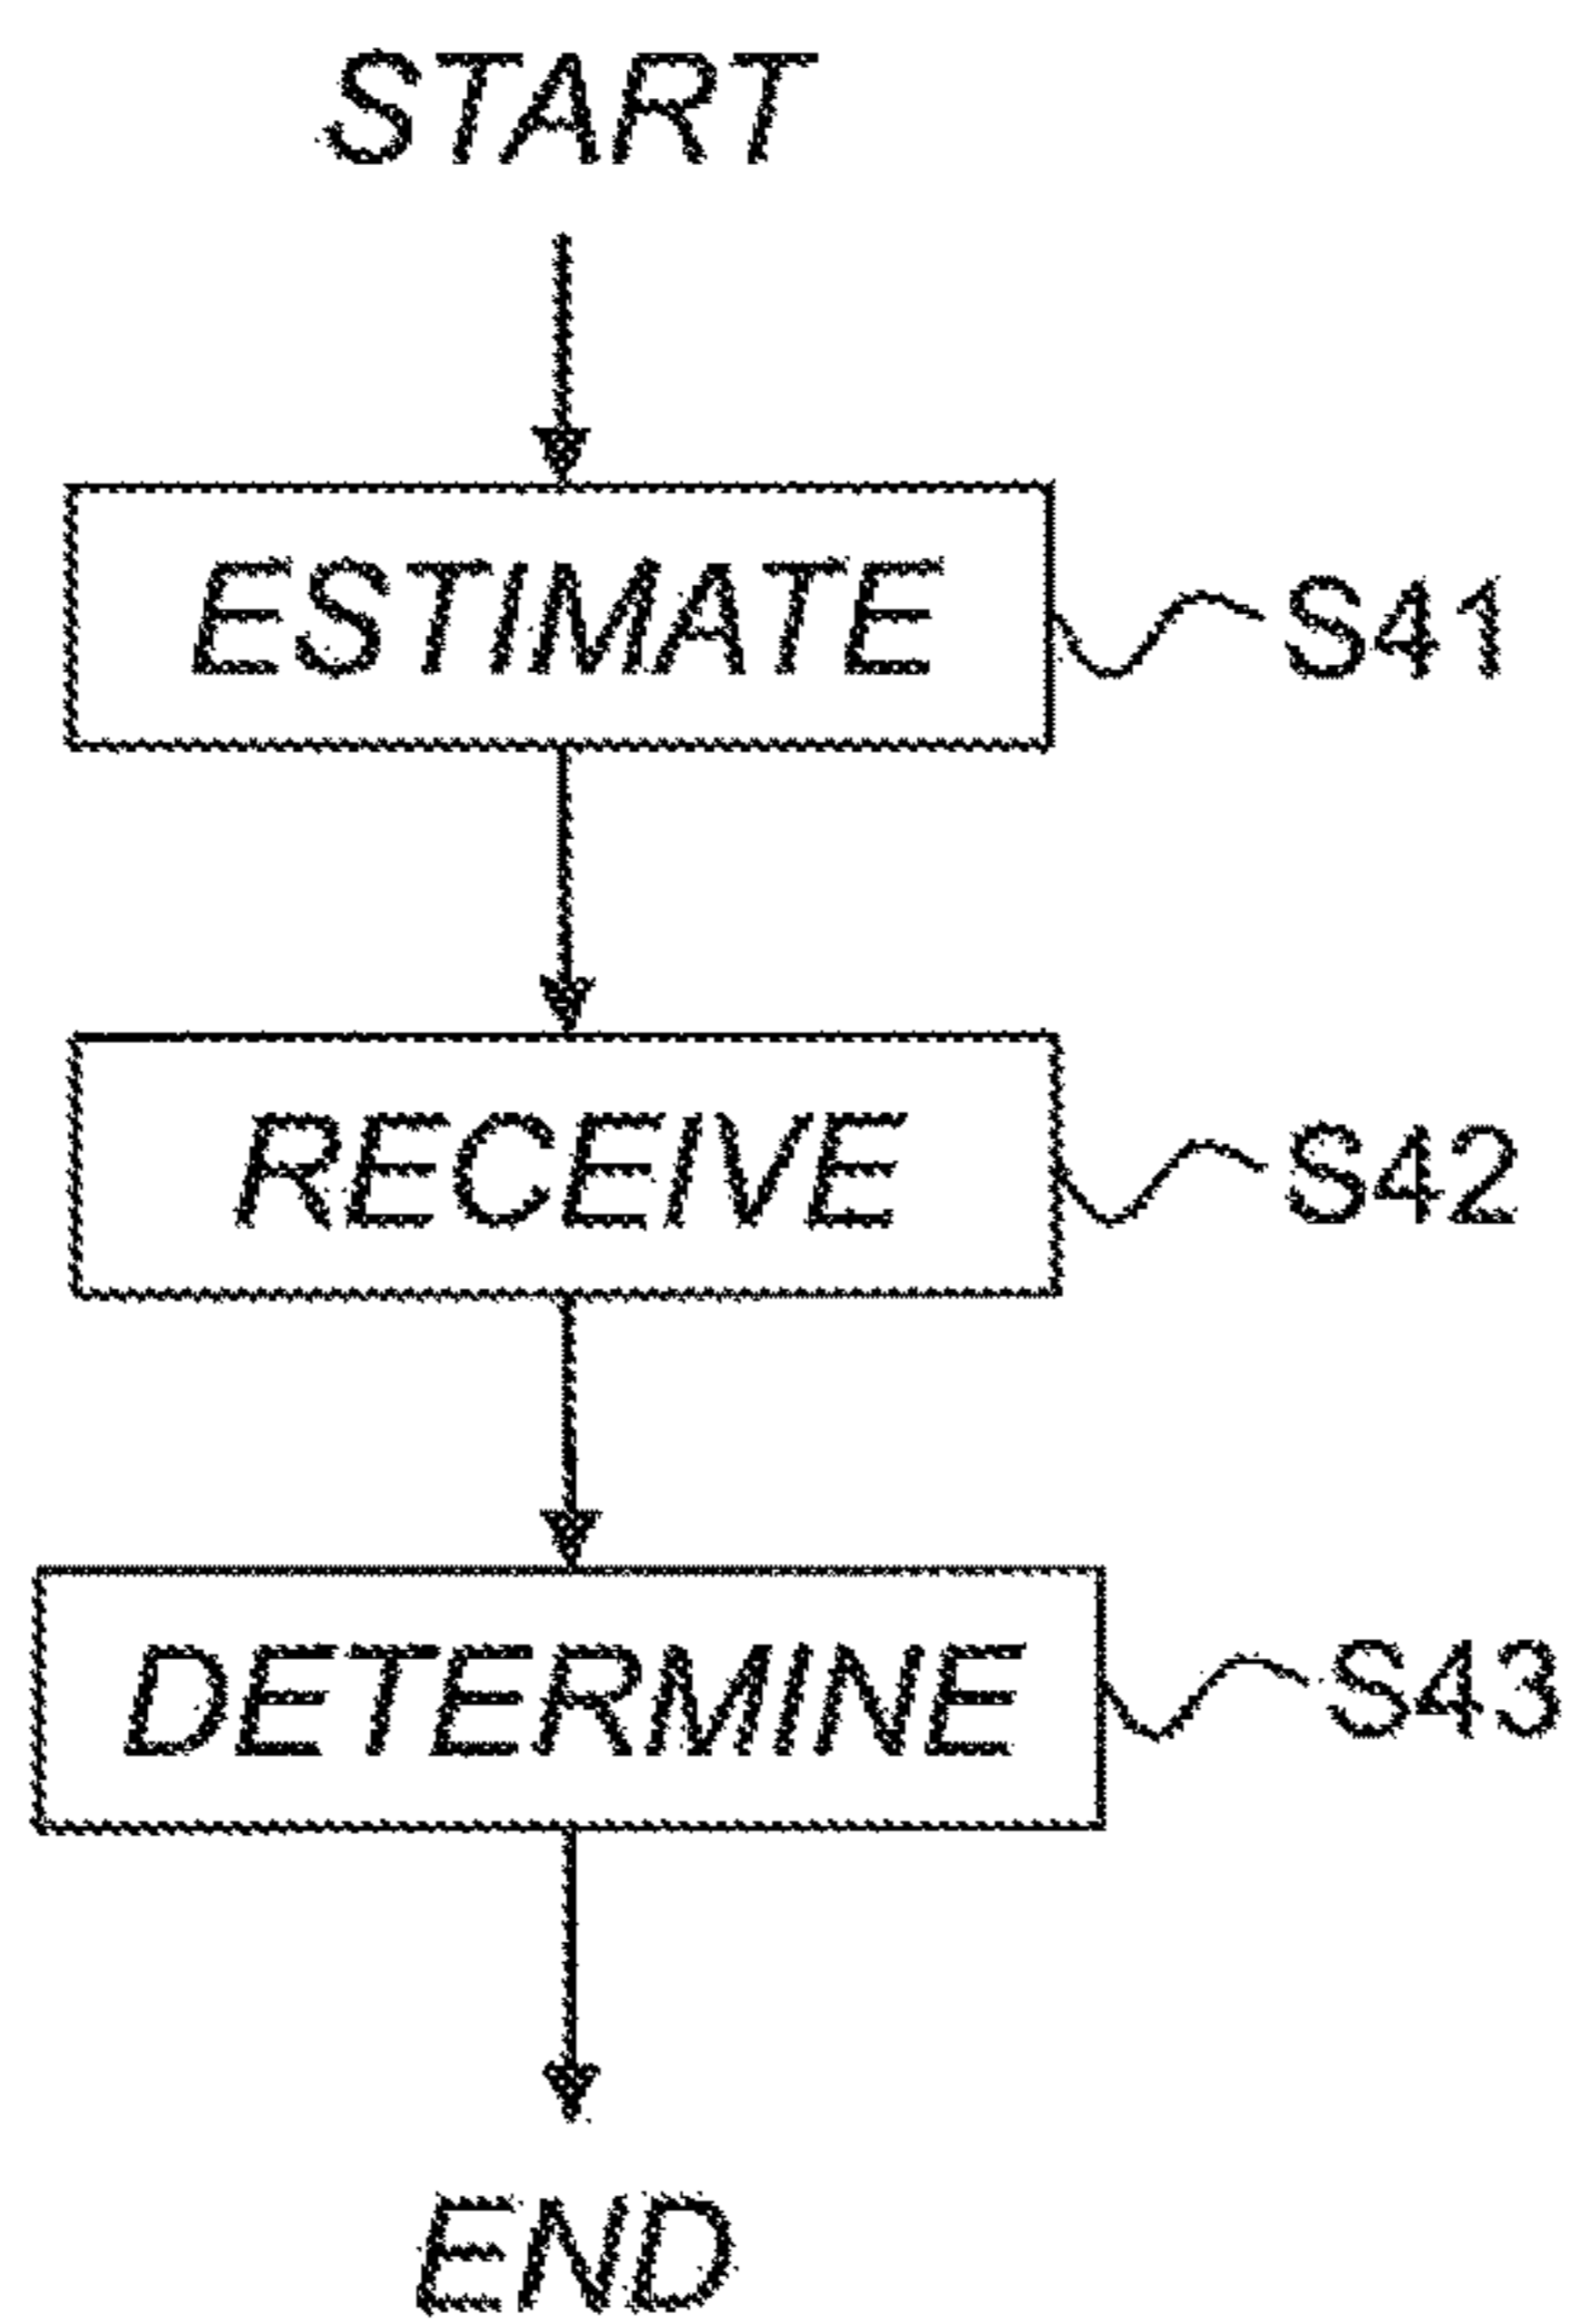 START
ESTIMATE S41
RECEIVE S42
DETERMINE S43
END